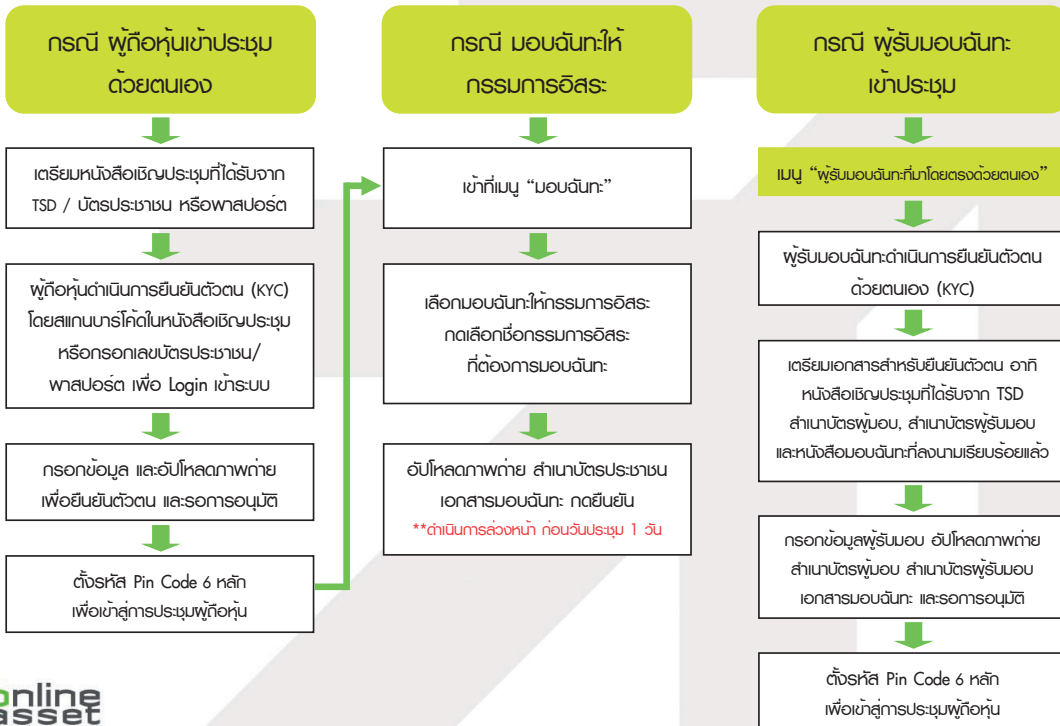 กรณี ผู้ถือหุ้นเข้าประชุม
ด้วยตนเอง
เตรียมหนังสือเชิญประชุมที่ได้รับจาก
TSD / บัตรประชาชน หรือพาสปอร์ต
ผู้ถือหุ้นดำเนินการยืนยันตัวตน (KYC)
โดยสแกนบาร์โค้ดในหนังสือเชิญประชุม
หรือกรอกเลขบัตรประชาชน/
พาสปอร์ต เพื่อ Login เข้าระบบ
กรอกข้อมูล และอัปโหลดภาพถ่าย
เพื่อยืนยันตัวตน และรอการอนุมัติ
ตั้งรหัส Pin Code 6 หลัก
เพื่อเข้าสู่การประชุมผู้ถือหุ้น
กรณี มอบฉันทะให้
กรรมการอิสระ
เข้าที่เมนู “มอบฉันทะ”
เลือกมอบฉันทะให้กรรมการอิสระ
กดเลือกชื่อกรรมการอิสระ
ที่ต้องการมอบฉันทะ
อัปโหลดภาพถ่าย สำเนาบัตรประชาชน
เอกสารมอบฉันทะ กดยืนยัน
**ดำเนินการล่วงหน้า ก่อนวันประชุม 1 วัน
กรณี ผู้รับมอบฉันทะ
เข้าประชุม
เมนู “ผู้รับมอบฉันทะที่มาโดยตรงด้วยตนเอง”
ผู้รับมอบฉันทะดำเนินการยืนยันตัวตน
ด้วยตนเอง (KYC)
เตรียมเอกสารสำหรับยืนยันตัวตน อาทิ
หนังสือเชิญประชุมที่ได้รับจาก TSD
สำเนาบัตรผู้มอบ, สำเนาบัตรผู้รับมอบ
และหนังสือมอบฉันทะที่ลงนามเรียบร้อยแล้ว
กรอกข้อมูลผู้รับมอบ อัปโหลดภาพถ่าย
สำเนาบัตรผู้มอบ สำเนาบัตรผู้รับมอบ
เอกสารมอบฉันทะ และรอการอนุมัติ
ตั้งรหัส Pin Code 6 หลัก
เพื่อเข้าสู่การประชุมผู้ถือหุ้น
online
asset